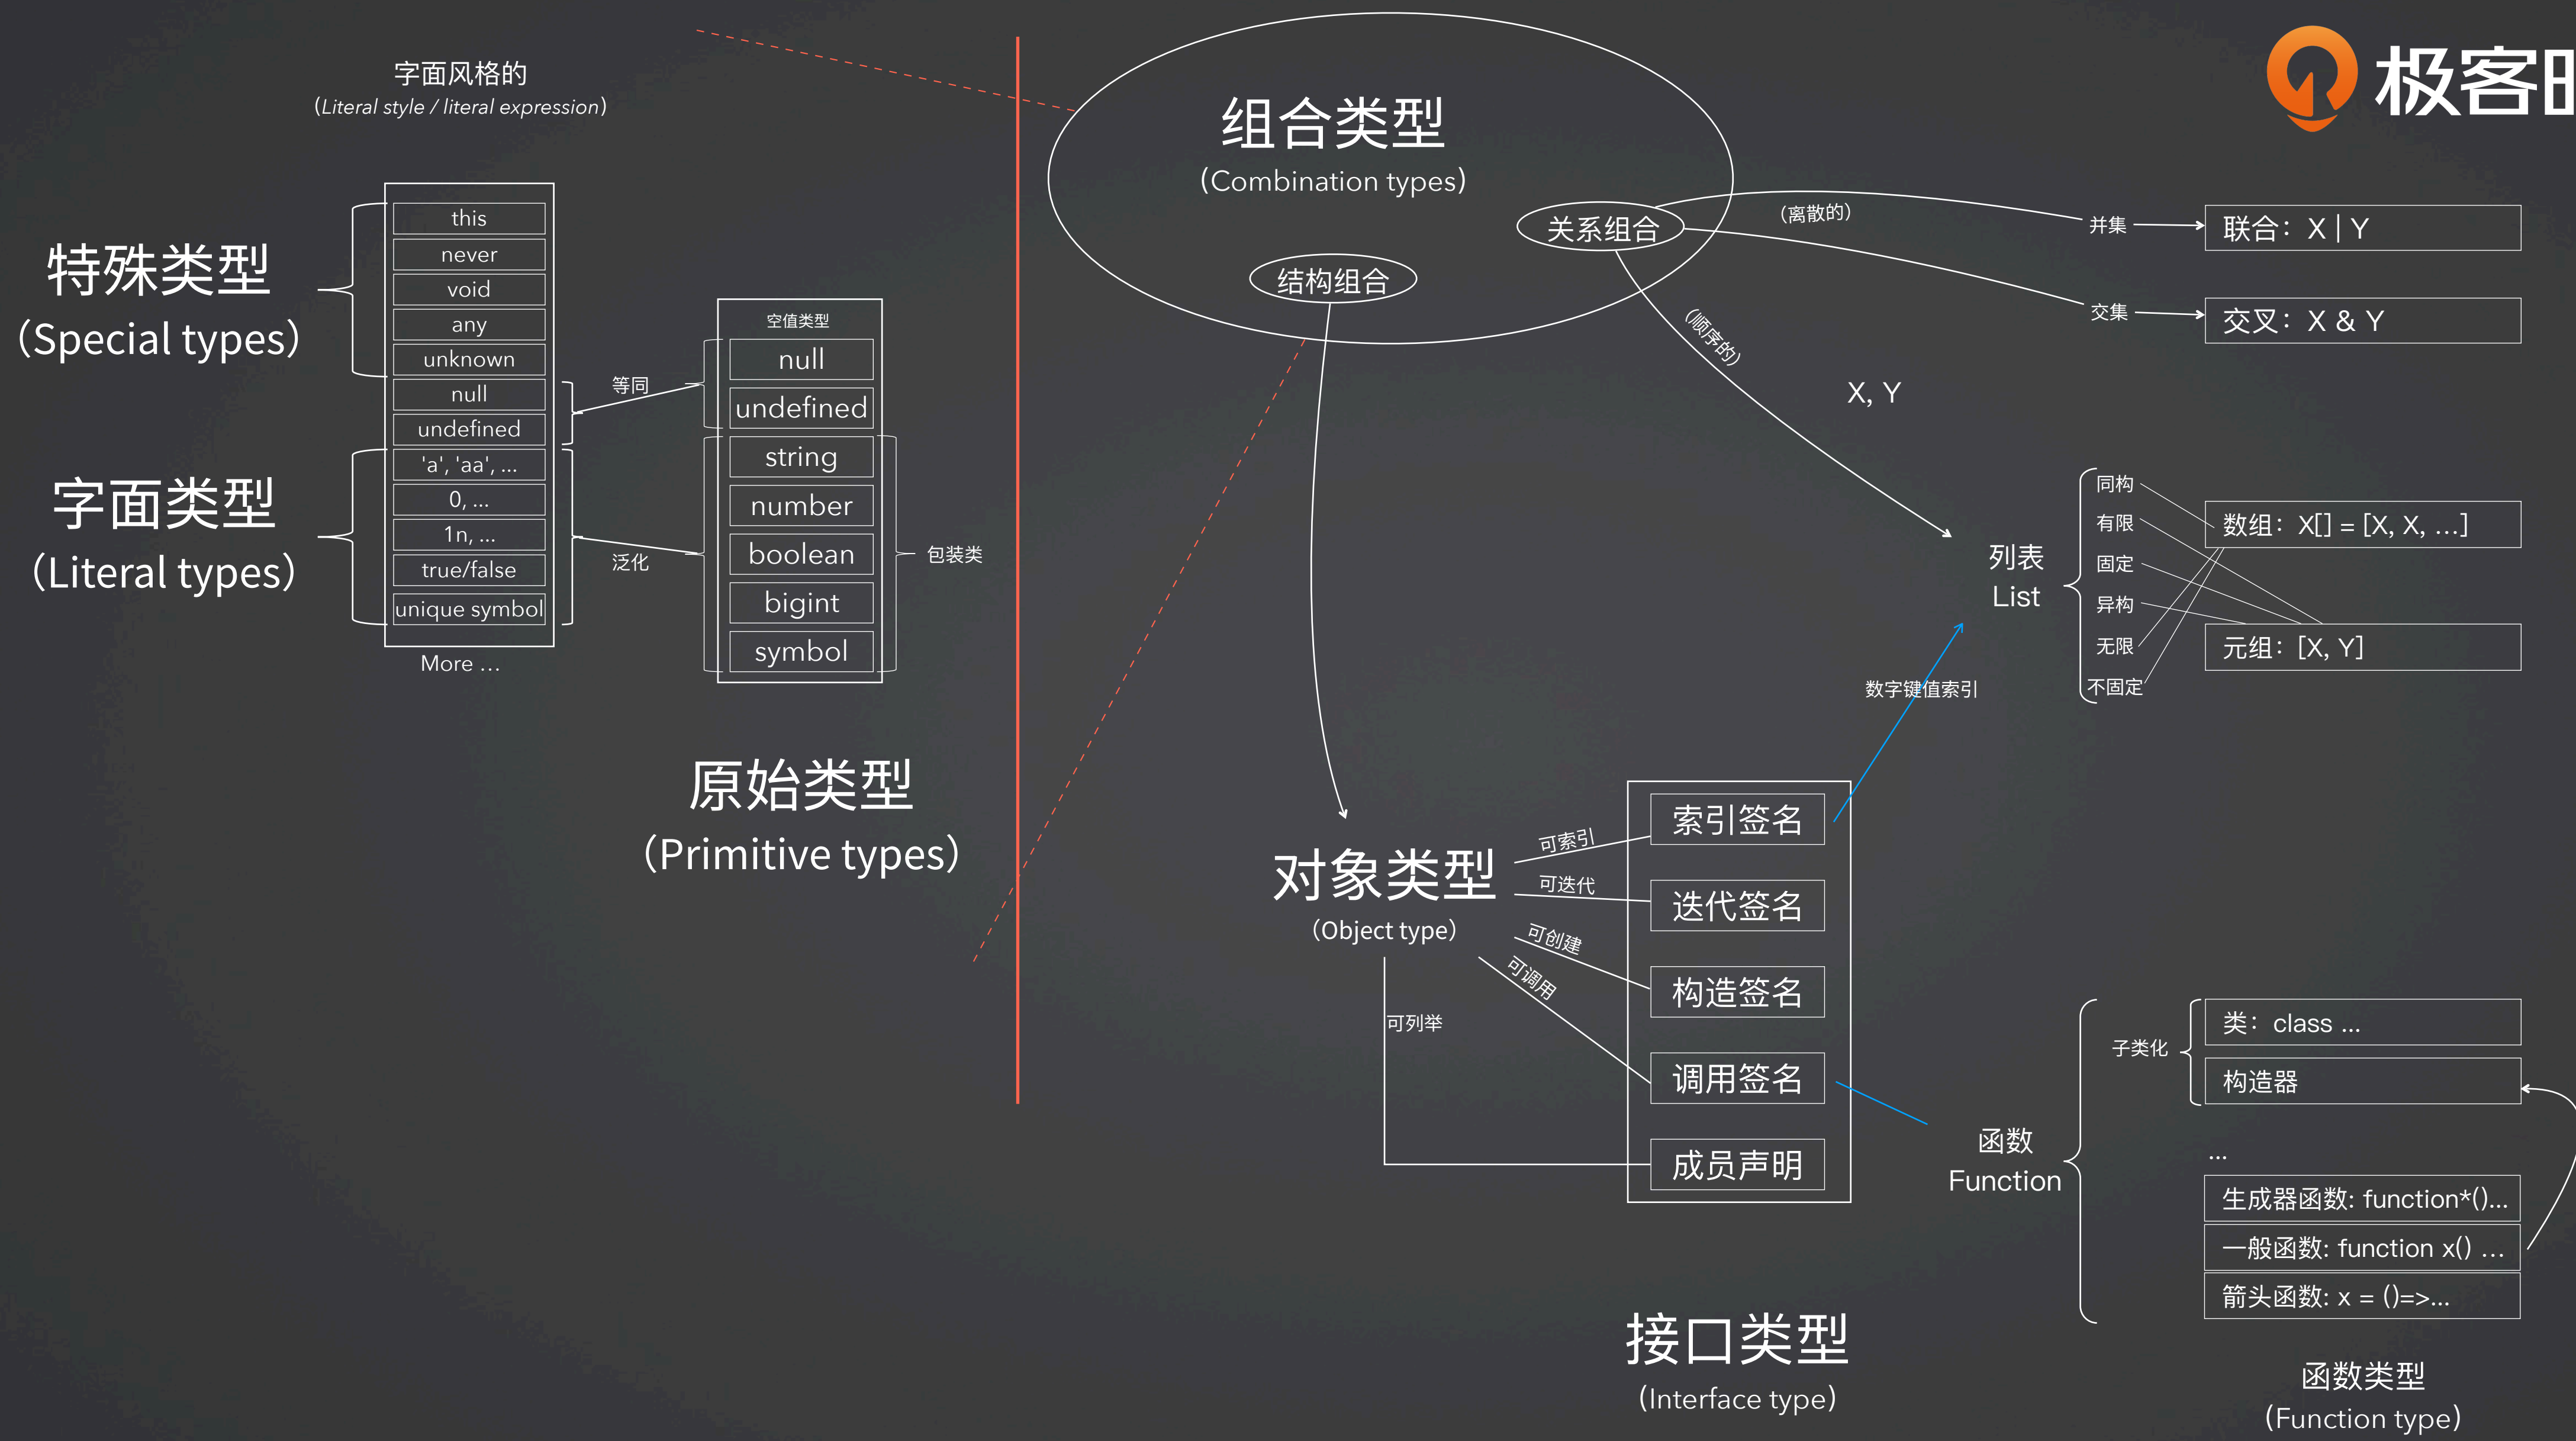 字面风格的
（Literal style / literal expression）
特殊类型
（Special types）
this
never
void
any
unknown
null
undefined
字面类型
（Literal types）
'a', 'aa', ...
0, ...
1n, ...
true/false
unique symbol
More ...
等同
泛化
空值类型
null
undefined
string
number
boolean
bigint
symbol
包装类
原始类型
（Primitive types）
组合类型
（Combination types）
关系组合
结构组合
（离散的）
（顺序的）
并集
联合：X | Y
交集
交叉：X & Y
X, Y
列表
List
同构
有限
固定
异构
无限
不固定
数组：X[] = [X, X, ...]
元组：[X, Y]
数字键值索引
对象类型
（Object type）
可索引
可迭代
可创建
可调用
可列举
索引签名
迭代签名
构造签名
调用签名
成员声明
接口类型
（Interface type）
函数
Function
子类化
类：class ...
构造器
...
生成器函数: function*()...
一般函数: function x() ...
箭头函数: x = ()=>...
函数类型
（Function type）
极客